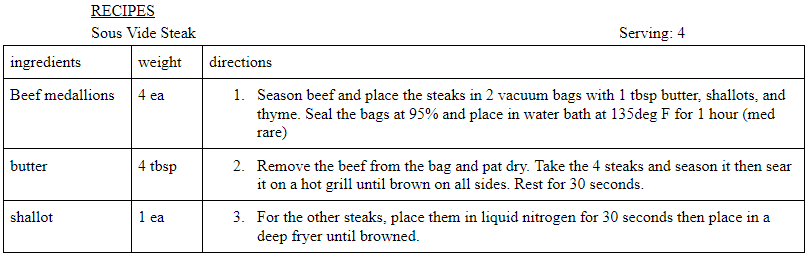 RECIPES
Sous Vide Steak Serving: 4
ingredients weight directions
Beef medallions 4 ea 1. Season beef and place the steaks in 2 vacuum bags with 1 tbsp butter, shallots, and
thyme. Seal the bags at 95% and place in water bath at 135deg F for 1 hour (med
rare)
butter 4 tbsp 2. Remove the beef from the bag and pat dry. Take the 4 steaks and season it then sear
it on a hot grill until brown on all sides. Rest for 30 seconds.
shallot 1 ea 3. For the other steaks, place them in liquid nitrogen for 30 seconds then place in a
deep fryer until browned.